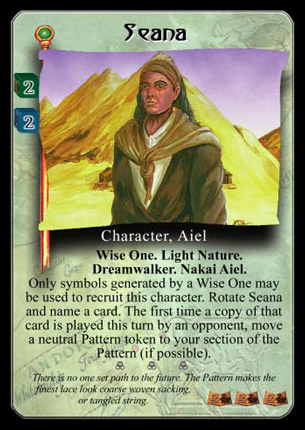 Seana
2
2
Character, Aiel
Wise One. Light Nature.
Dreamwalker. Nakai Aiel.
Only symbols generated by a Wise One may
be used to recruit this character. Rotate Seana
and name a card. The first time a copy of that
card is played this turn by an opponent, move
a neutral Pattern token to your section of the
Pattern (if possible).
There is no one set path to the future. The Pattern makes the
finest lace look coarse woven sacking,
or tangled string.